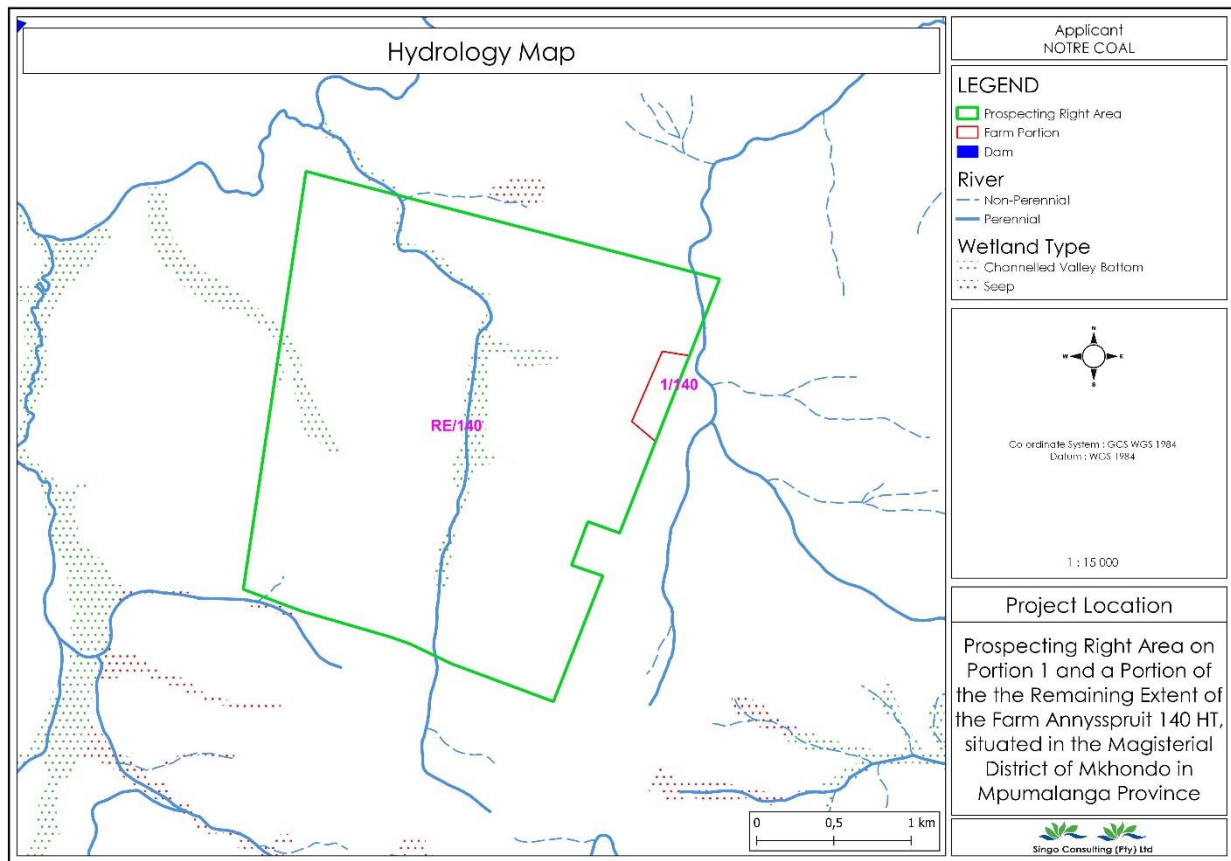 Hydrology Map
RE/140
1/140
0
0,5
1 km
Applicant
NOTRE COAL
LEGEND
Prospecting Right Area
Farm Portion
Dam
River
Non-Perennial
Perennial
Wetland Type
Channelled Valley Bottom
Seep
N
W
E
S
Co ordinate System : GCS WGS 1984
Datum : WGS 1984
1 : 15 000
Project Location
Prospecting Right Area on
Portion 1 and a Portion of
the the Remaining Extent of
the Farm Annysspruit 140 HT,
situated in the Magisterial
District of Mkhondo in
Mpumalanga Province
Singo Consulting (Pty) Ltd